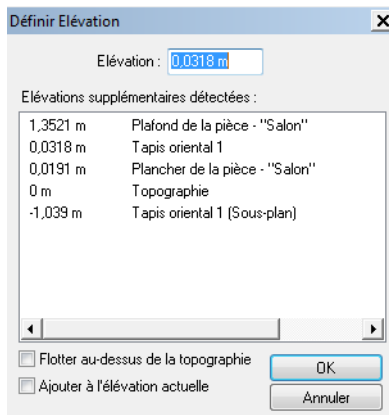 Définir Elévation
Elévation : 0,0318 m
Elévations supplémentaires détectées :
1,3521 m Plafond de la pièce - "Salon"
0,0318 m Tapis oriental 1
0,0191 m Plancher de la pièce - "Salon"
0 m Topographie
-1,039 m Tapis oriental 1 (Sous-plan)
Flotter au-dessus de la topographie
OK
Ajouter à l'élévation actuelle
Annuler